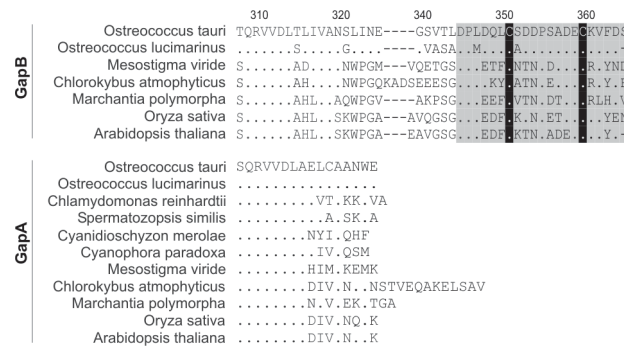 310 320 340 350 360
GapB
Ostreococcus tauri TQRVVDLTLIVANSLINE----GSVTLDPLDQLCSDDPSADECKVFDS
Ostreococcus lucimarinus .......S.....G....----.VASA..M....A.............
Mesostigma viride S......AD....NWPGM---VQETGS...ETF.NTN.D....R.YND
Chlorokybus atmophyticus S......AH....NWPGQKADSEEESG....KY.ATN.E....R.Y..
Marchantia polymorpha S......AHL..AQWPGV----AKPSG...EEF.VTN.DT...RLH.V
Oryza sativa S......AHL..SKWPGA---AVQGSG...EDF.K.N.ET.....YEN
Arabidopsis thaliana S......AHL..SKWPGA---EAVGSG...EDF.KTN.ADE....Y.-
GapA
Ostreococcus tauri SQRVVDLAELCAANWE
Ostreococcus lucimarinus ................
Chlamydomonas reinhardtii .........VT.KK.VA
Spermatozopsis similis ..........A.SK.A
Cyanidioschyzon merolae ........NYI.QHF
Cyanophora paradoxa .........IV.QSM
Mesostigma viride ........HIM.KEMK
Chlorokybus atmophyticus ........DIV.N..NSTVEQAKELSAV
Marchantia polymorpha ........N.V.EK.TGA
Oryza sativa ........DIV.NQ.K
Arabidopsis thaliana ........DIV.N..K